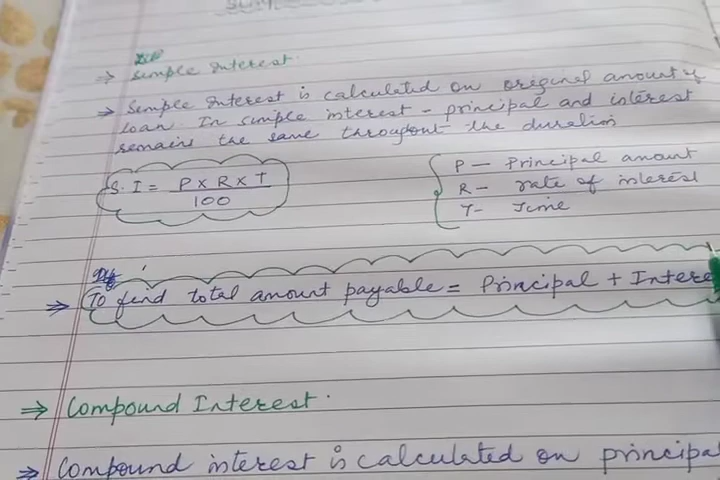 ⇒ Simple Interest.
⇒ Simple Interest is calculated on original amount of
loan. In simple interest - principal and interest
remains the same througout the duration
S. I = P x R x T
100
P — Principal amount
R — rate of interest
T - Time
⇒ To find total amount payable = Principal + Intere
⇒ Compound Interest.
⇒ Compound interest is calculated on principal